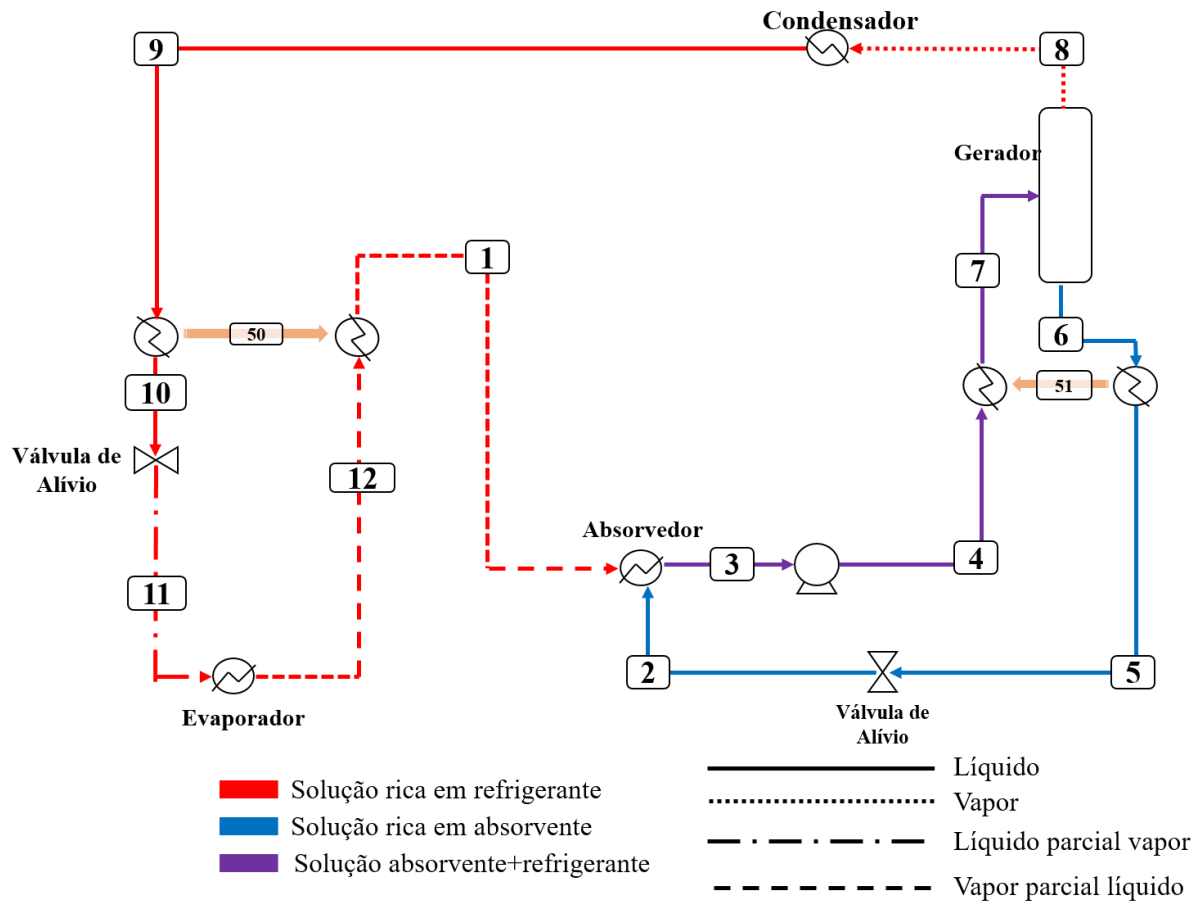 Condensador
9
8
Gerador
1
7
50
6
10
51
Válvula de
Alívio
12
Absorvedor
3
4
11
2
5
Evaporador
Válvula de
Alívio
Solução rica em refrigerante
Solução rica em absorvente
Solução absorvente+refrigerante
Líquido
Vapor
Líquido parcial vapor
Vapor parcial líquido